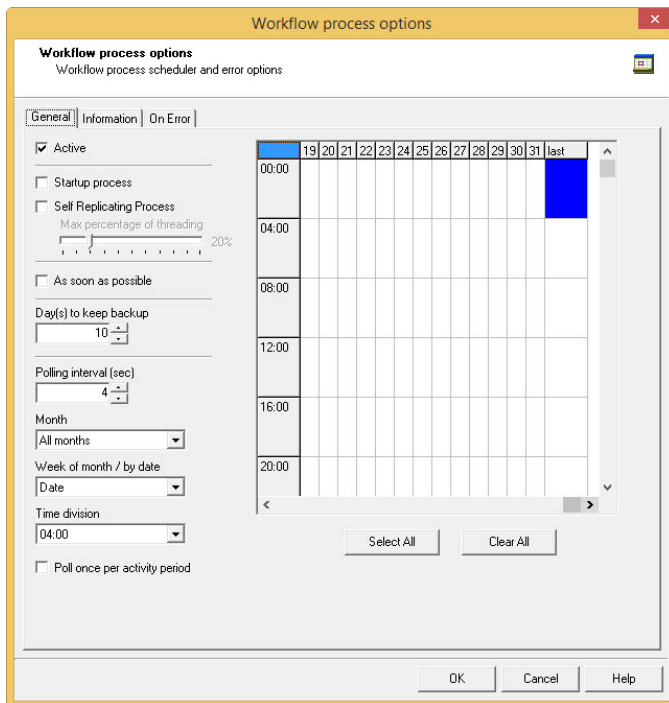 Workflow process options
Workflow process options
Workflow process scheduler and error options
General Information On Error
Active
Startup process
Self Replicating Process
Max percentage of threading
20%
As soon as possible
Day(s) to keep backup
10
Polling interval (sec)
4
Month
All months
Week of month / by date
Date
Time division
04:00
Poll once per activity period
19 20 21 22 23 24 25 26 27 28 29 30 31 last
00:00
04:00
08:00
12:00
16:00
20:00
Select All Clear All
OK Cancel Help